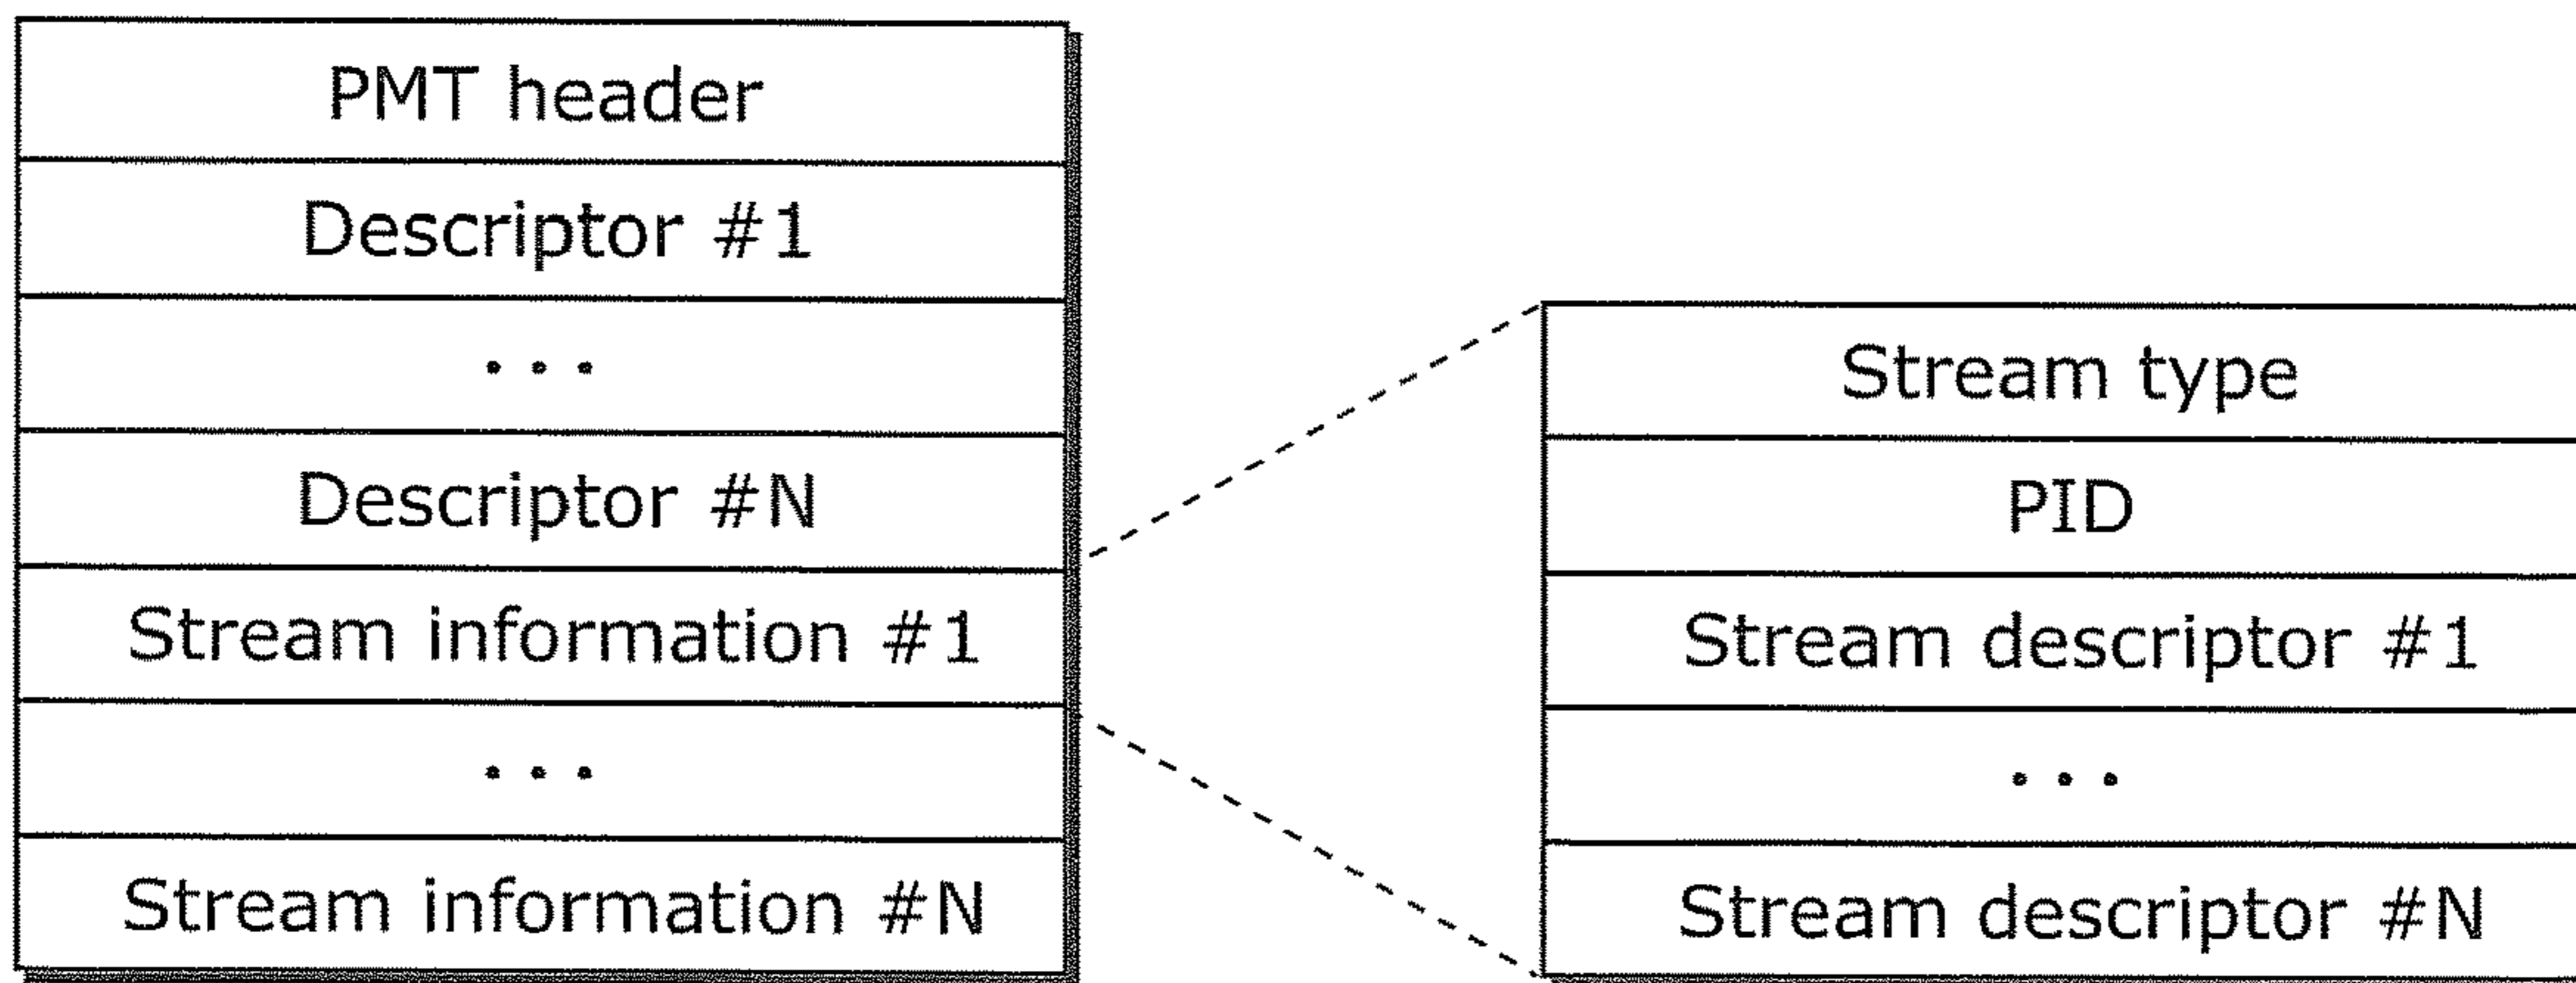 PMT header
Descriptor #1
...
Descriptor #N
Stream information #1
...
Stream information #N
Stream type
PID
Stream descriptor #1
...
Stream descriptor #N